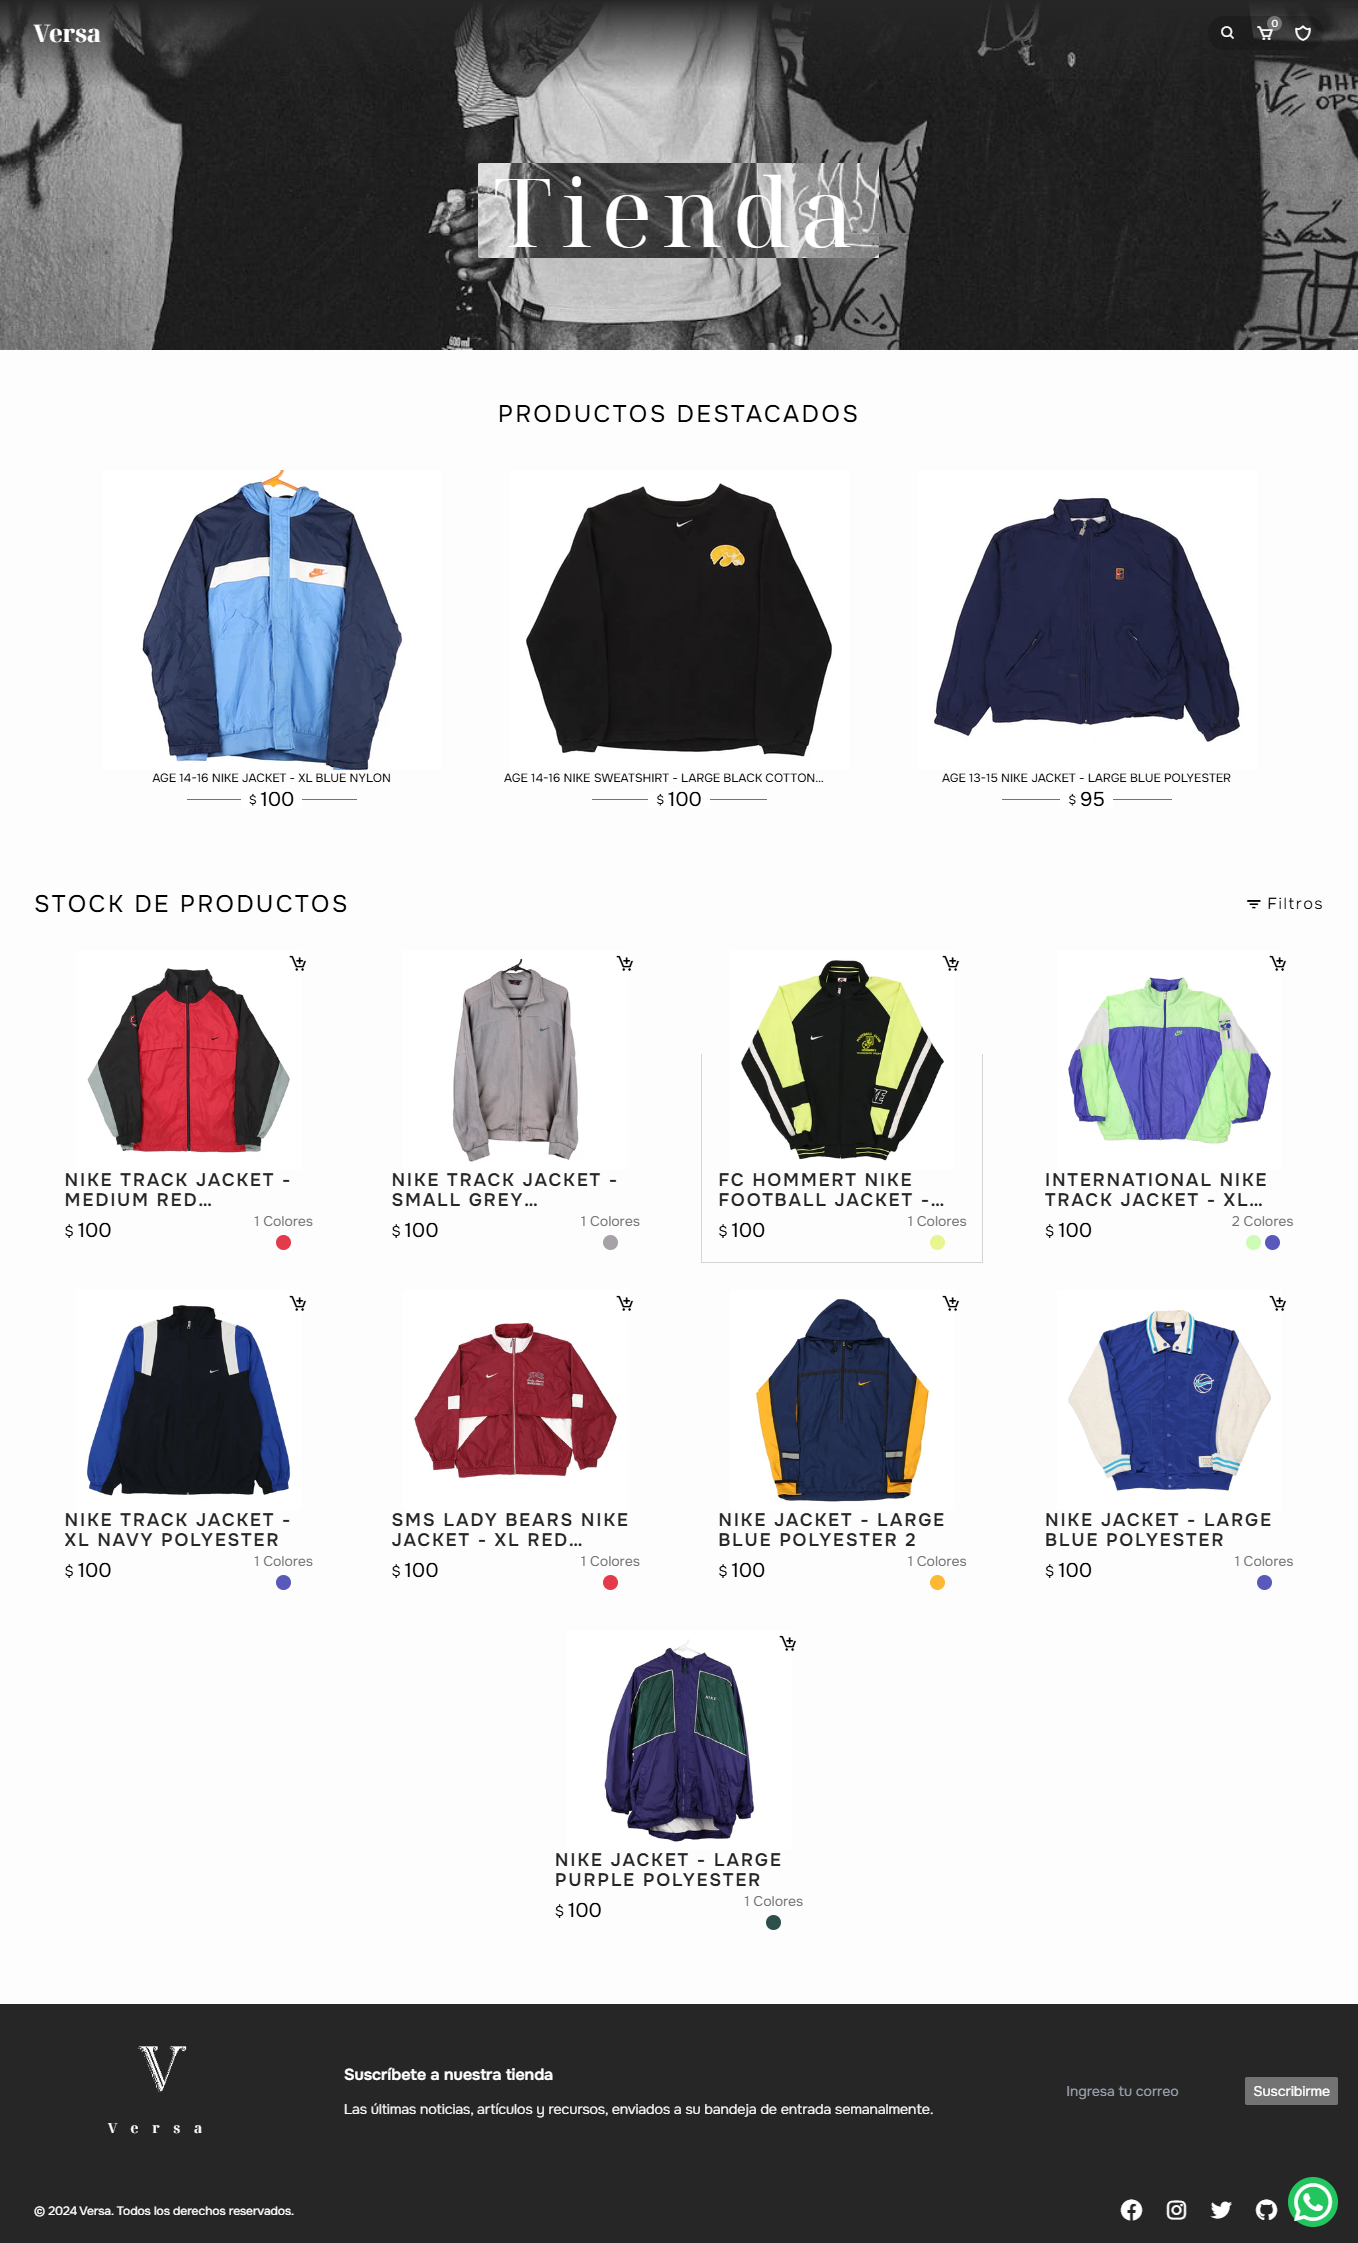 Versa
0
AHH
OPS
Tienda
600 ml
PRODUCTOS DESTACADOS
AGE 14-16 NIKE JACKET - XL BLUE NYLON
$ 100
AGE 14-16 NIKE SWEATSHIRT - LARGE BLACK COTTON...
$ 100
AGE 13-15 NIKE JACKET - LARGE BLUE POLYESTER
$ 95
STOCK DE PRODUCTOS
Filtros
NIKE TRACK JACKET -
MEDIUM RED...
1 Colores
$ 100
NIKE TRACK JACKET -
SMALL GREY...
1 Colores
$ 100
FC HOMMERT NIKE
FOOTBALL JACKET -...
1 Colores
$ 100
INTERNATIONAL NIKE
TRACK JACKET - XL...
2 Colores
$ 100
NIKE TRACK JACKET -
XL NAVY POLYESTER
1 Colores
$ 100
SMS LADY BEARS NIKE
JACKET - XL RED...
1 Colores
$ 100
NIKE JACKET - LARGE
BLUE POLYESTER 2
1 Colores
$ 100
NIKE JACKET - LARGE
BLUE POLYESTER
1 Colores
$ 100
NIKE
NIKE JACKET - LARGE
PURPLE POLYESTER
1 Colores
$ 100
V
Versa
Suscríbete a nuestra tienda
Las últimas noticias, artículos y recursos, enviados a su bandeja de entrada semanalmente.
Ingresa tu correo
Suscribirme
© 2024 Versa. Todos los derechos reservados.